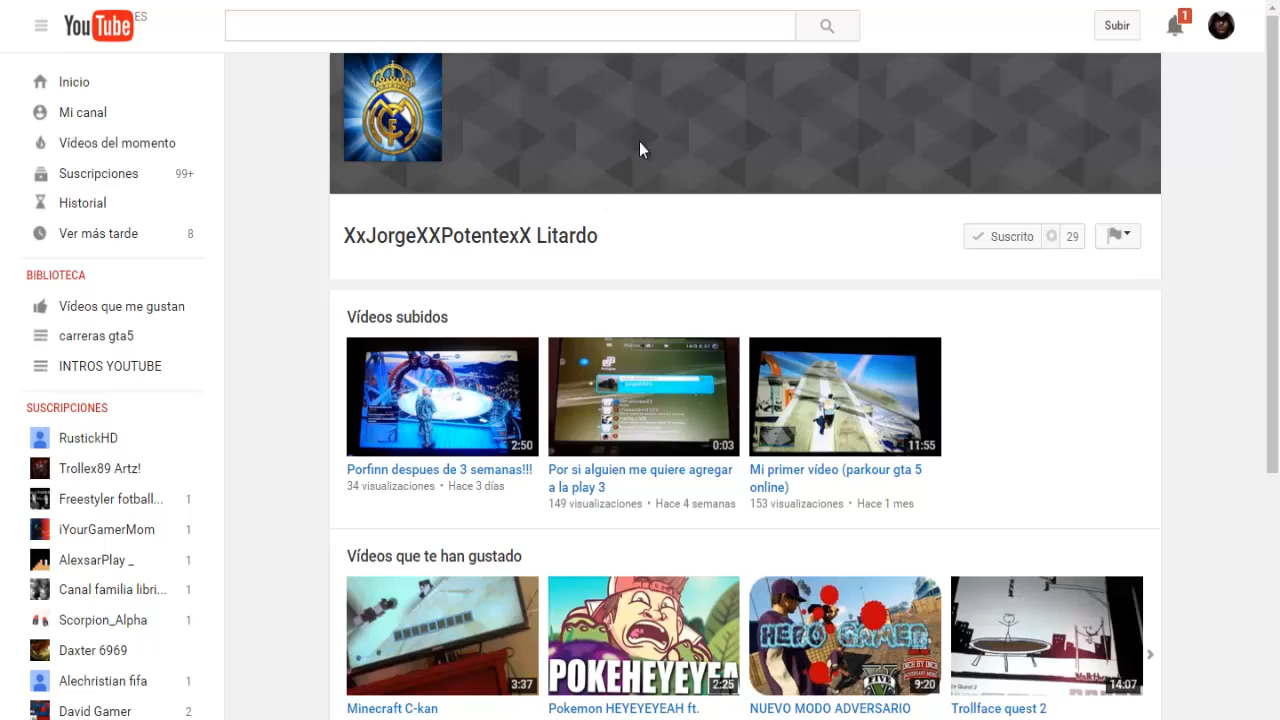 YouTube ES
Subir
1
Inicio
Mi canal
Vídeos del momento
Suscripciones 99+
Historial
Ver más tarde 8
BIBLIOTECA
Vídeos que me gustan
carreras gta5
INTROS YOUTUBE
SUSCRIPCIONES
RustickHD
Trollex89 Artz!
Freestyler fotball... 1
iYourGamerMom 1
AlexsarPlay _ 1
Canal familia libri... 1
Scorpion_Alpha 1
Daxter 6969
Alechristian fifa 1
David Gamer 2
XxJorgeXXPotentexX Litardo
Suscrito 29
Vídeos subidos
2:50
0:03
11:55
Porfinn despues de 3 semanas!!!
34 visualizaciones • Hace 3 días
Por si alguien me quiere agregar
a la play 3
149 visualizaciones • Hace 4 semanas
Mi primer vídeo (parkour gta 5
online)
153 visualizaciones • Hace 1 mes
Vídeos que te han gustado
3:37
POKEHEYEYEA
2:25
HERO GAMER
V
FIVE
9:20
14:07
Minecraft C-kan
Pokemon HEYEYEYEAH ft.
NUEVO MODO ADVERSARIO
Trollface quest 2